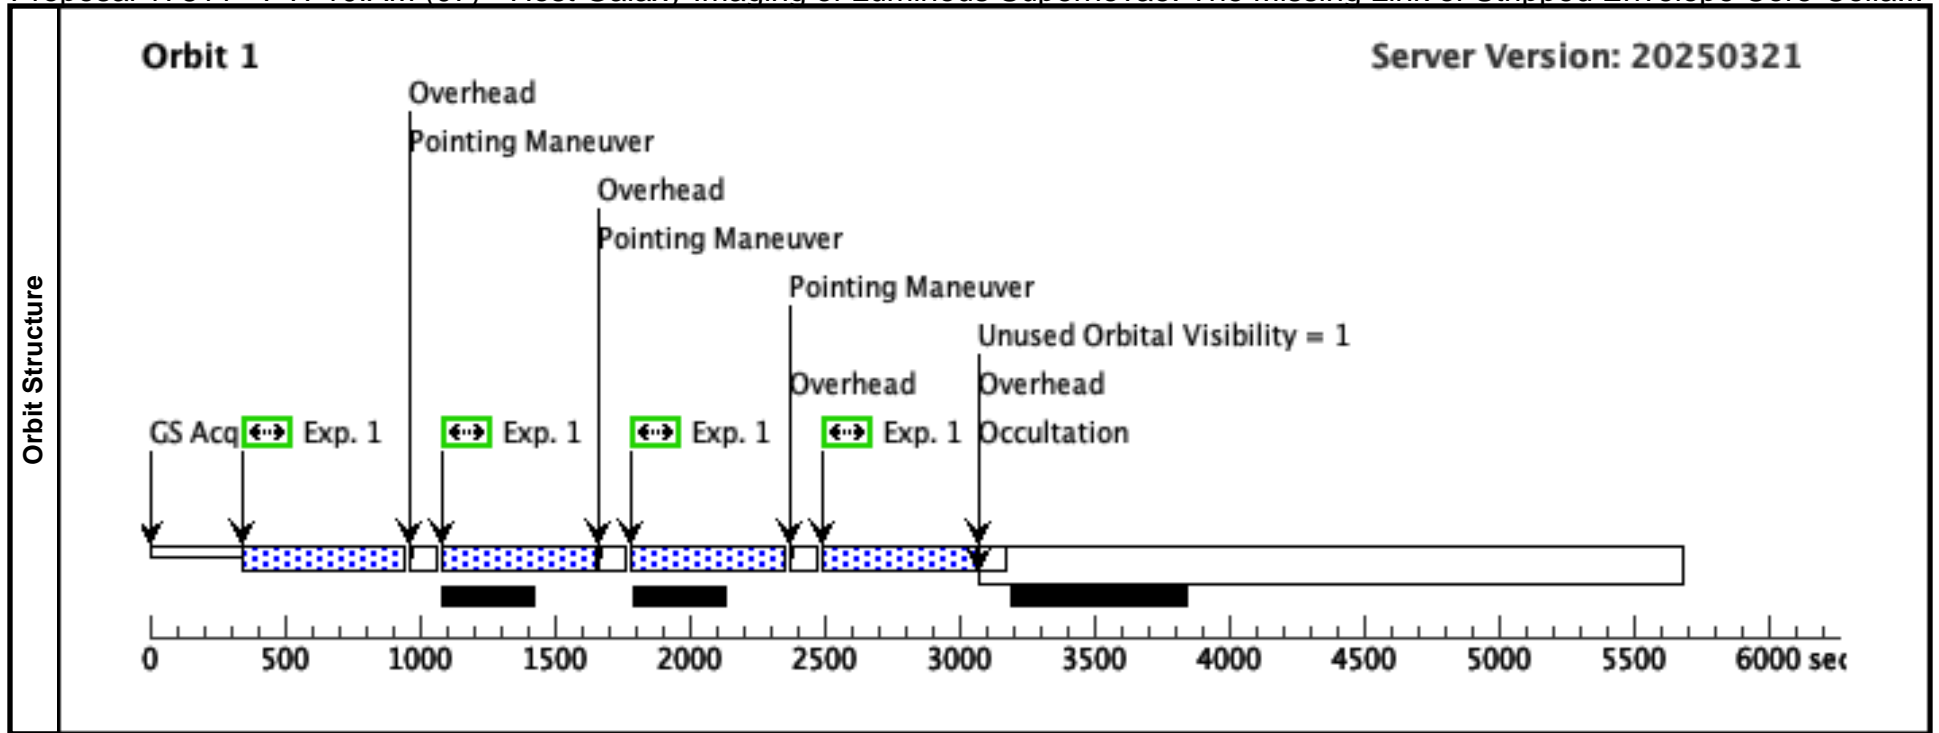 Orbit Structure
Orbit 1
Server Version: 20250321
Overhead
Pointing Maneuver
Overhead
Pointing Maneuver
Pointing Maneuver
Unused Orbital Visibility = 1
Overhead
Overhead
GS Acq
Exp. 1
Exp. 1
Exp. 1
Exp. 1
Occultation
0 500 1000 1500 2000 2500 3000 3500 4000 4500 5000 5500 6000 sec